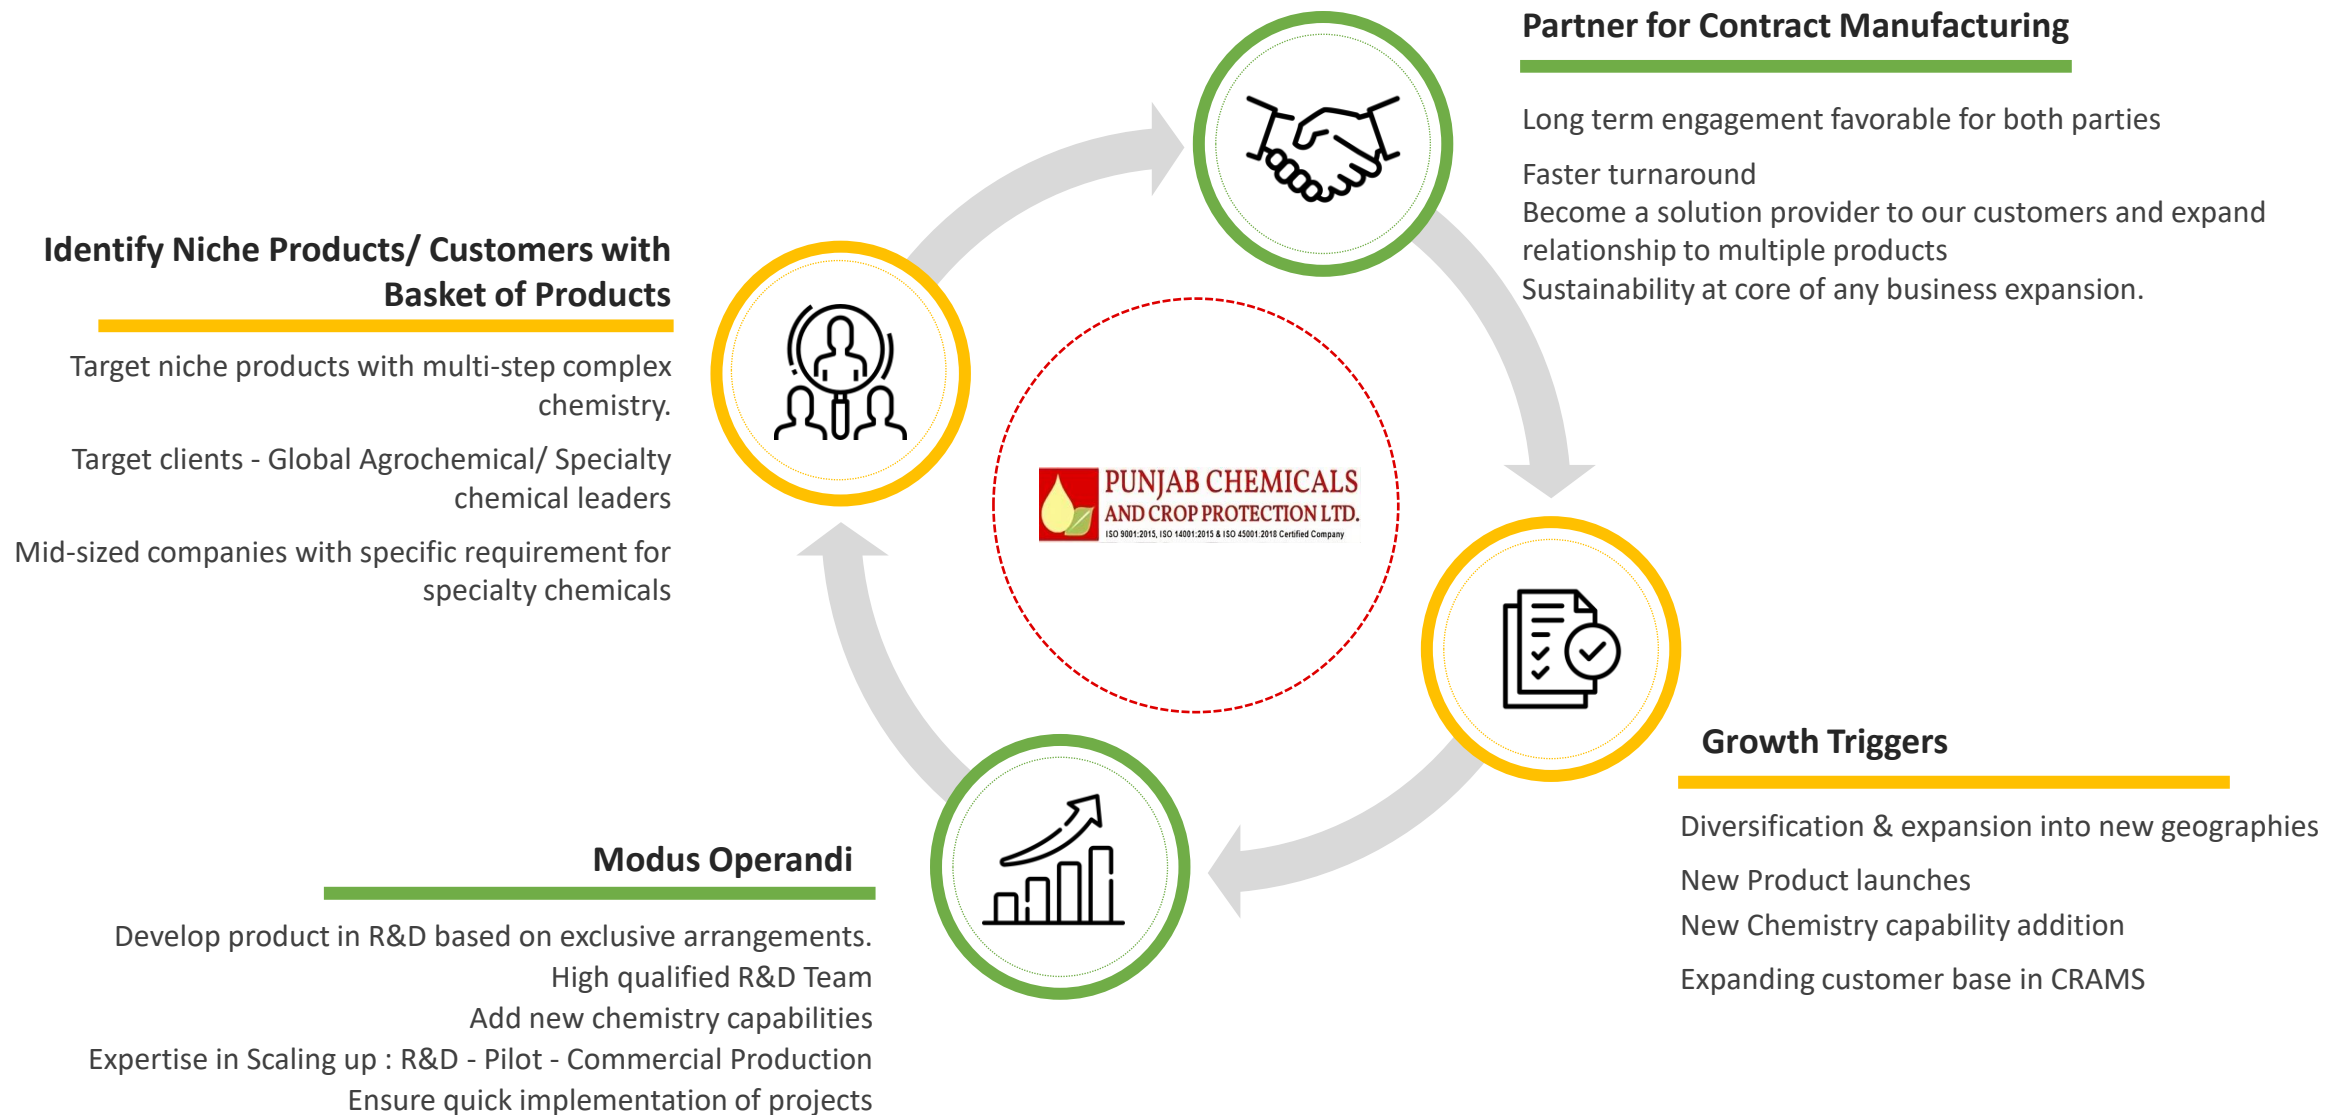 Partner for Contract Manufacturing
Long term engagement favorable for both parties
Faster turnaround
Become a solution provider to our customers and expand
relationship to multiple products
Sustainability at core of any business expansion.
Identify Niche Products/ Customers with
Basket of Products
Target niche products with multi-step complex
chemistry.
Target clients - Global Agrochemical/ Specialty
chemical leaders
Mid-sized companies with specific requirement for
specialty chemicals
PUNJAB CHEMICALS
AND CROP PROTECTION LTD.
ISO 9001:2015, ISO 14001:2015 & ISO 45001:2018 Certified Company
Growth Triggers
Diversification & expansion into new geographies
New Product launches
New Chemistry capability addition
Expanding customer base in CRAMS
Modus Operandi
Develop product in R&D based on exclusive arrangements.
High qualified R&D Team
Add new chemistry capabilities
Expertise in Scaling up : R&D - Pilot - Commercial Production
Ensure quick implementation of projects